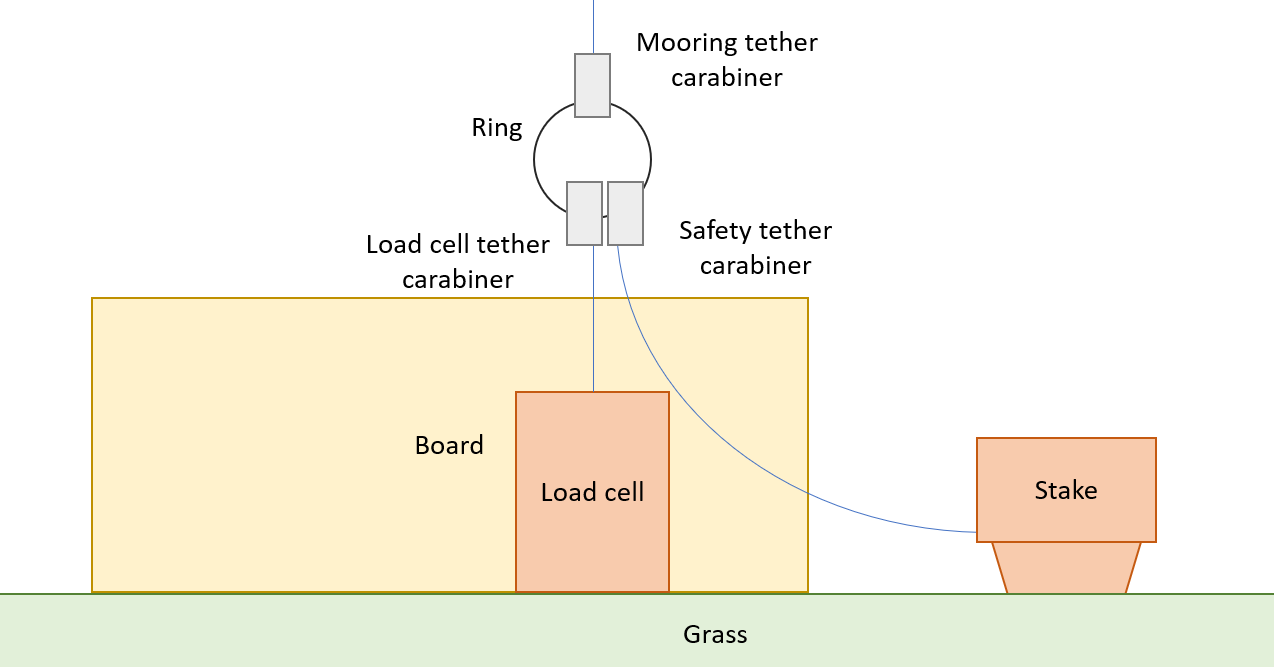 Mooring tether
carabiner
Ring
Load cell tether
carabiner
Safety tether
carabiner
Board
Load cell
Stake
Grass